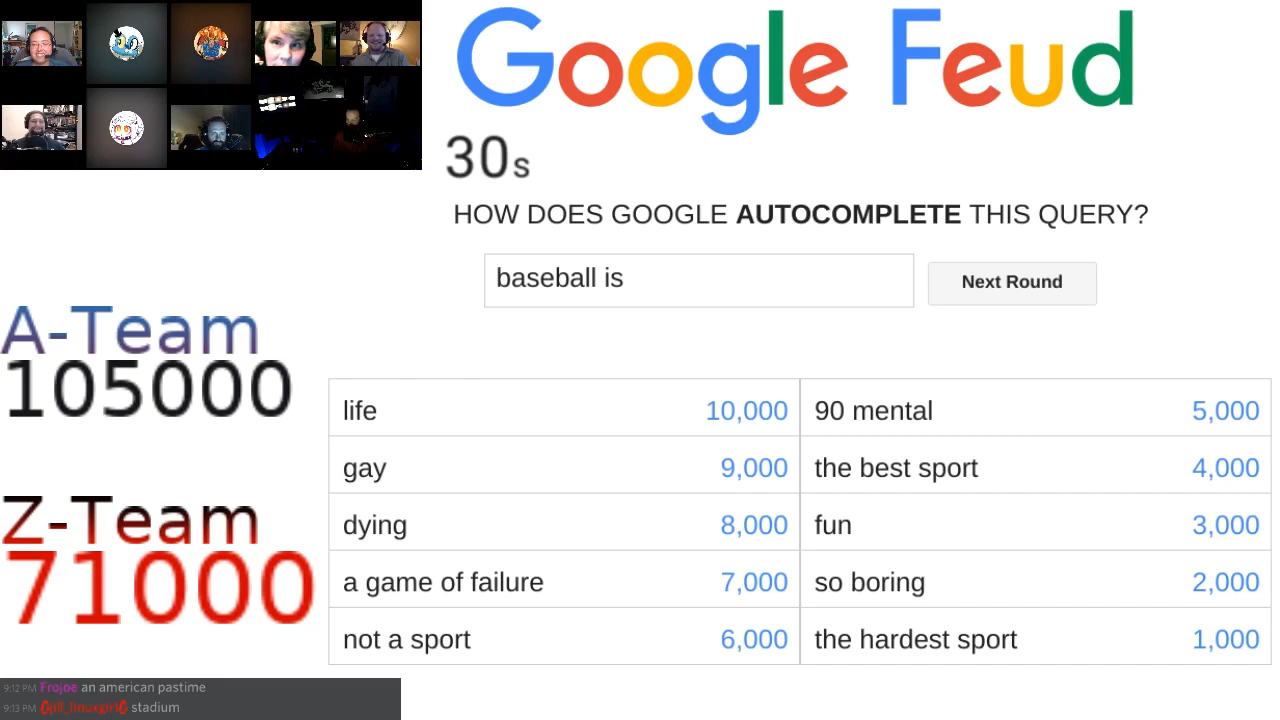 Google Feud
30s
HOW DOES GOOGLE AUTOCOMPLETE THIS QUERY?
baseball is
Next Round
A-Team
105000
Z-Team
71000
life 10,000
gay 9,000
dying 8,000
a game of failure 7,000
not a sport 6,000
90 mental 5,000
the best sport 4,000
fun 3,000
so boring 2,000
the hardest sport 1,000
9:12 PM Frojoe an american pastime
9:13 PM jill_linuxgirl stadium